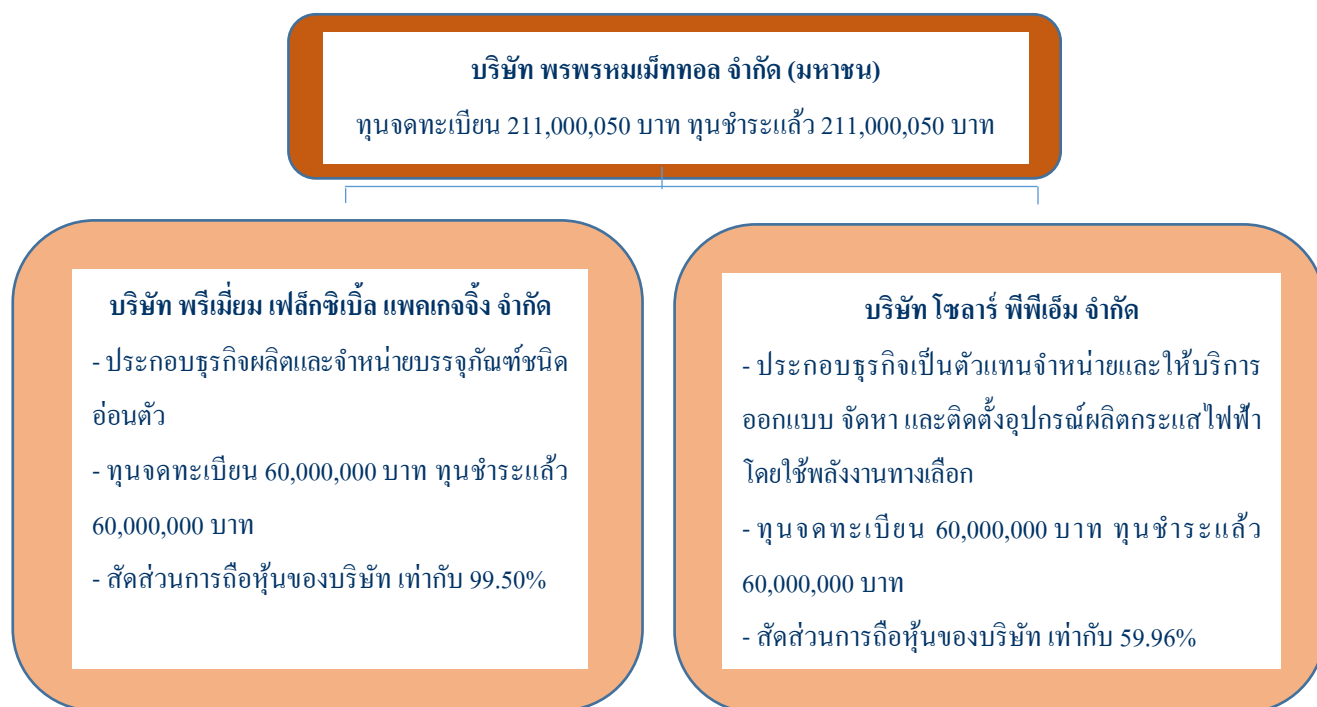 บริษัท พรพรหมเม็ททอล จำกัด (มหาชน)
ทุนจดทะเบียน 211,000,050 บาท ทุนชำระแล้ว 211,000,050 บาท
บริษัท พรีเมี่ยม เฟล็กซิเบิ้ล แพคเกจจิ้ง จำกัด
- ประกอบธุรกิจผลิตและจำหน่ายบรรจุภัณฑ์ชนิด
อ่อนตัว
- ทุนจดทะเบียน 60,000,000 บาท ทุนชำระแล้ว
60,000,000 บาท
- สัดส่วนการถือหุ้นของบริษัท เท่ากับ 99.50%
บริษัท โซลาร์ พีพีเอ็ม จำกัด
- ประกอบธุรกิจเป็นตัวแทนจำหน่ายและให้บริการ
ออกแบบ จัดหา และติดตั้งอุปกรณ์ผลิตกระแสไฟฟ้า
โดยใช้พลังงานทางเลือก
- ทุนจดทะเบียน 60,000,000 บาท ทุนชำระแล้ว
60,000,000 บาท
- สัดส่วนการถือหุ้นของบริษัท เท่ากับ 59.96%